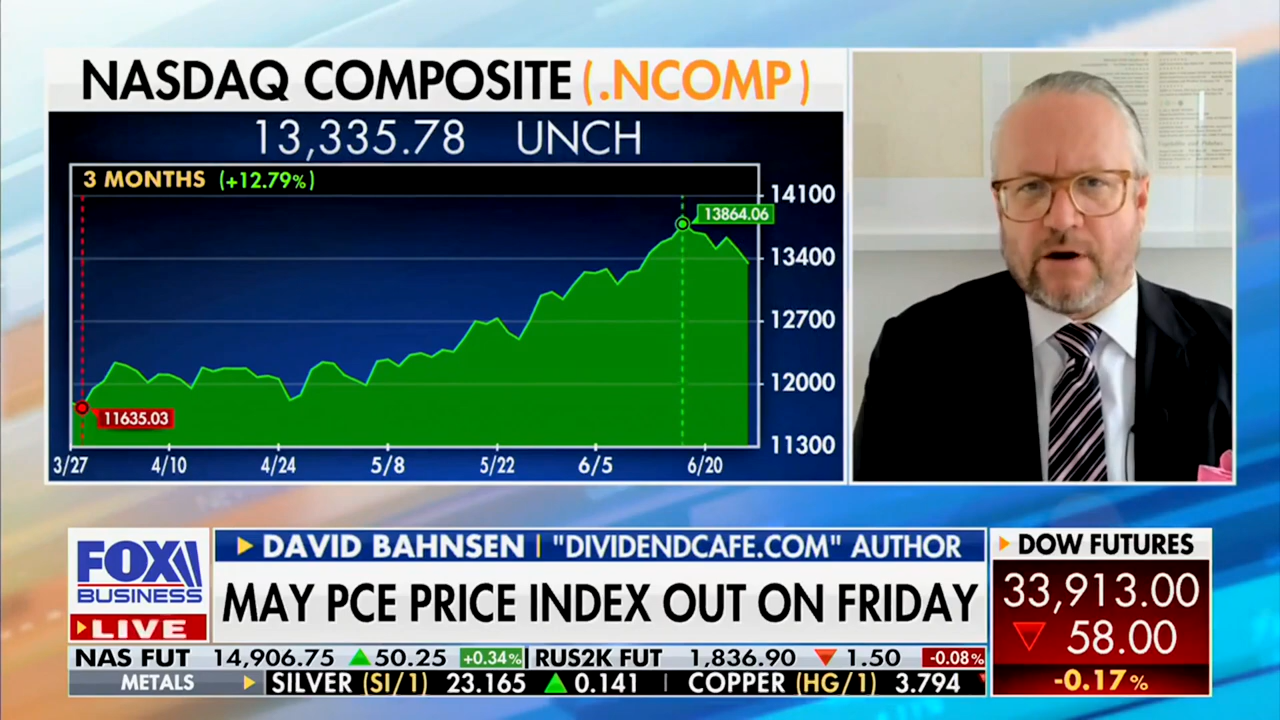 NASDAQ COMPOSITE (.NCOMP)
13,335.78 UNCH
3 MONTHS (+12.79%)
14100
13864.06
13400
12700
12000
11635.03
11300
3/27 4/10 4/24 5/8 5/22 6/5 6/20
FOX BUSINESS
LIVE
DAVID BAHNSEN | "DIVIDENDCAFE.COM" AUTHOR
MAY PCE PRICE INDEX OUT ON FRIDAY
DOW FUTURES
33,913.00
58.00
-0.17%
NAS FUT 14,906.75 50.25 +0.34% RUS2K FUT 1,836.90 1.50 -0.08%
METALS SILVER (SI/1) 23.165 0.141 | COPPER (HG/1) 3.794